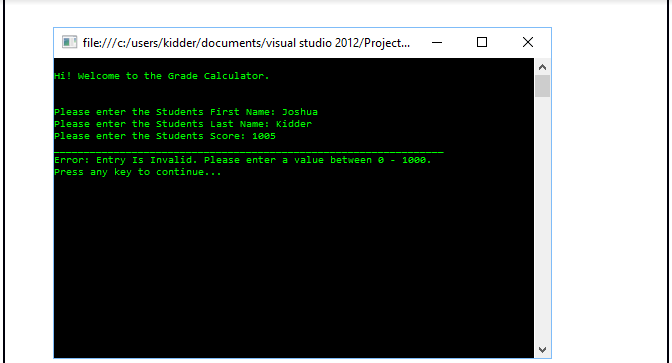 file:///c:/users/kidder/documents/visual studio 2012/Project...
Hi! Welcome to the Grade Calculator.
Please enter the Students First Name: Joshua
Please enter the Students Last Name: Kidder
Please enter the Students Score: 1005
Error: Entry Is Invalid. Please enter a value between 0 - 1000.
Press any key to continue...